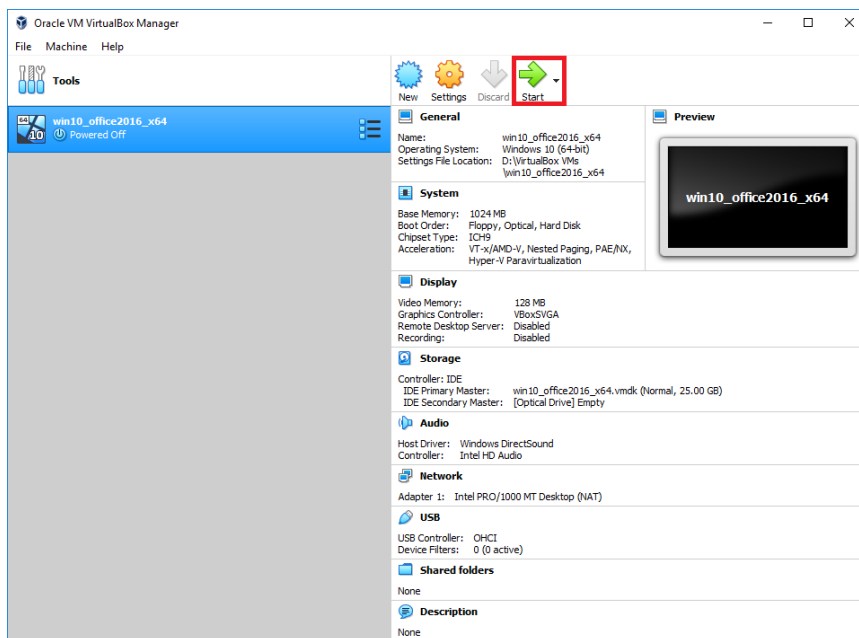 Oracle VM VirtualBox Manager
File Machine Help
Tools
New Settings Discard Start
64
10
win10_office2016_x64
Powered Off
General
Name: win10_office2016_x64
Operating System: Windows 10 (64-bit)
Settings File Location: D:\VirtualBox VMs
\win10_office2016_x64
Preview
win10_office2016_x64
System
Base Memory: 1024 MB
Boot Order: Floppy, Optical, Hard Disk
Chipset Type: ICH9
Acceleration: VT-x/AMD-V, Nested Paging, PAE/NX,
Hyper-V Paravirtualization
Display
Video Memory: 128 MB
Graphics Controller: VBoxSVGA
Remote Desktop Server: Disabled
Recording: Disabled
Storage
Controller: IDE
IDE Primary Master: win10_office2016_x64.vmdk (Normal, 25.00 GB)
IDE Secondary Master: [Optical Drive] Empty
Audio
Host Driver: Windows DirectSound
Controller: Intel HD Audio
Network
Adapter 1: Intel PRO/1000 MT Desktop (NAT)
USB
USB Controller: OHCI
Device Filters: 0 (0 active)
Shared folders
None
Description
None